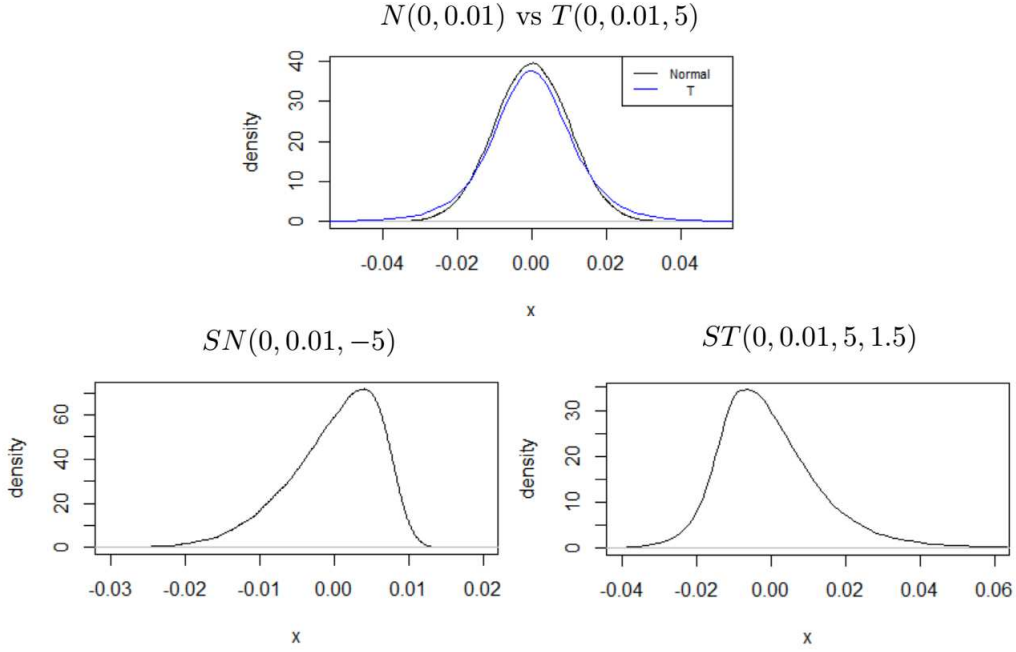 N(0, 0.01) vs T(0, 0.01, 5)
40
30
20
10
0
density
Normal
T
-0.04 -0.02 0.00 0.02 0.04
x
SN(0, 0.01, −5)
60
40
20
0
density
-0.03 -0.02 -0.01 0.00 0.01 0.02
x
ST(0, 0.01, 5, 1.5)
30
20
10
0
density
-0.04 -0.02 0.00 0.02 0.04 0.06
x